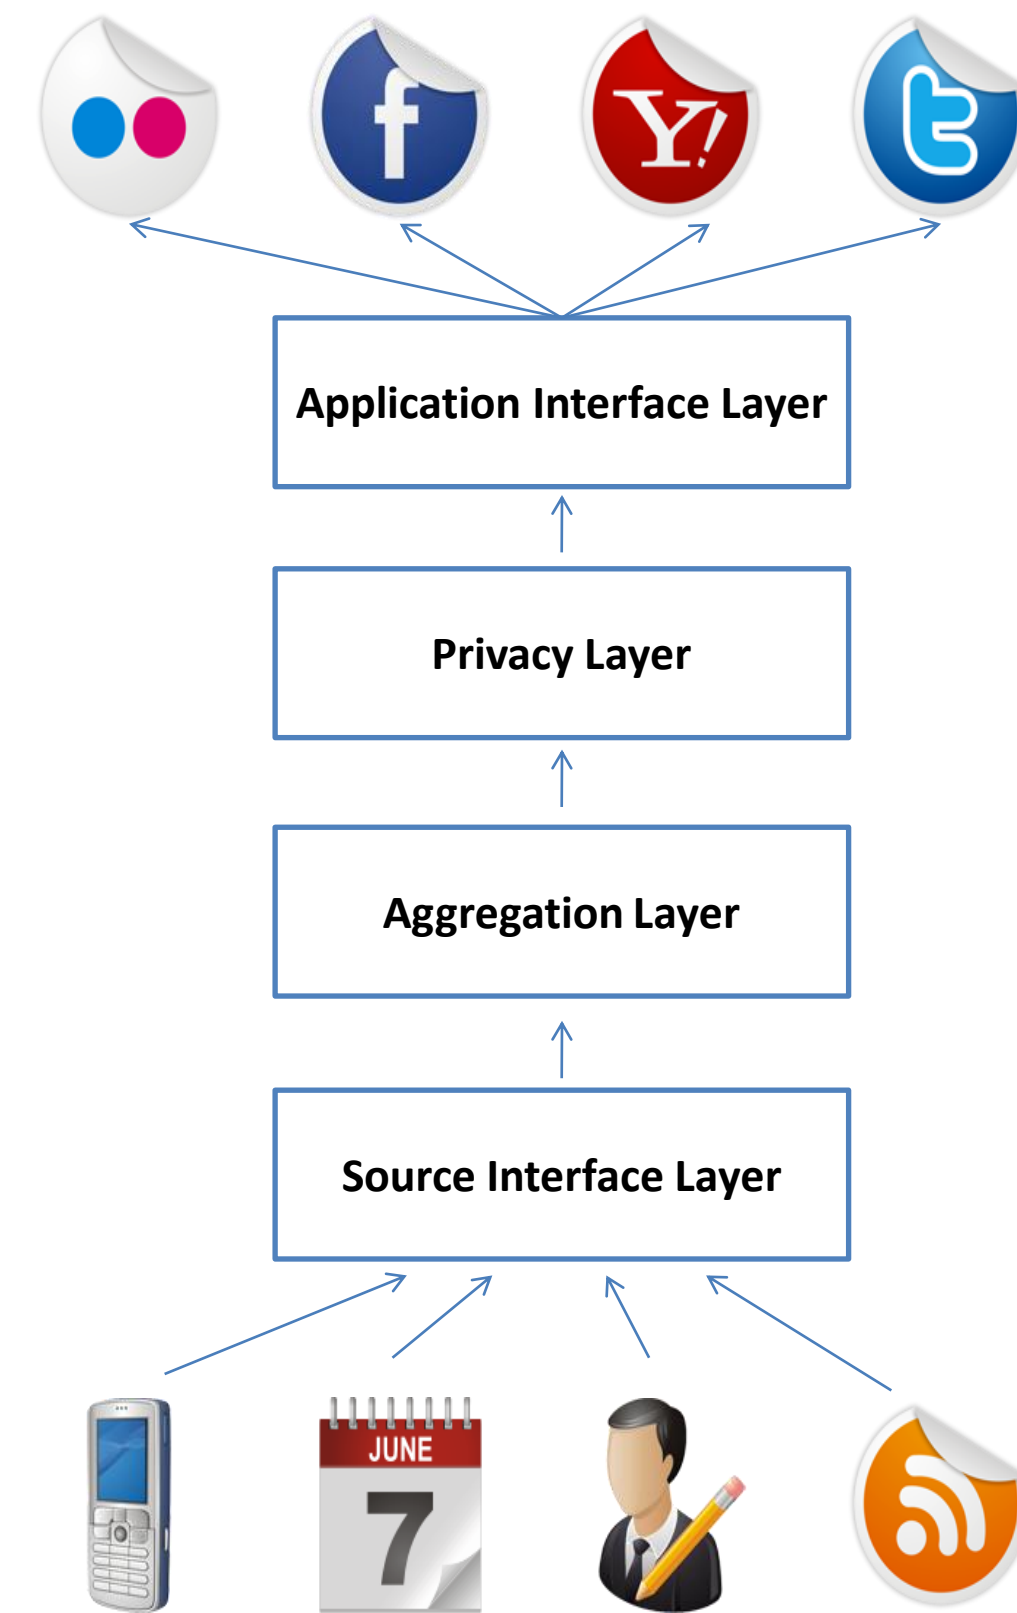 f
Y!
t
Application Interface Layer
Privacy Layer
Aggregation Layer
Source Interface Layer
JUNE
7